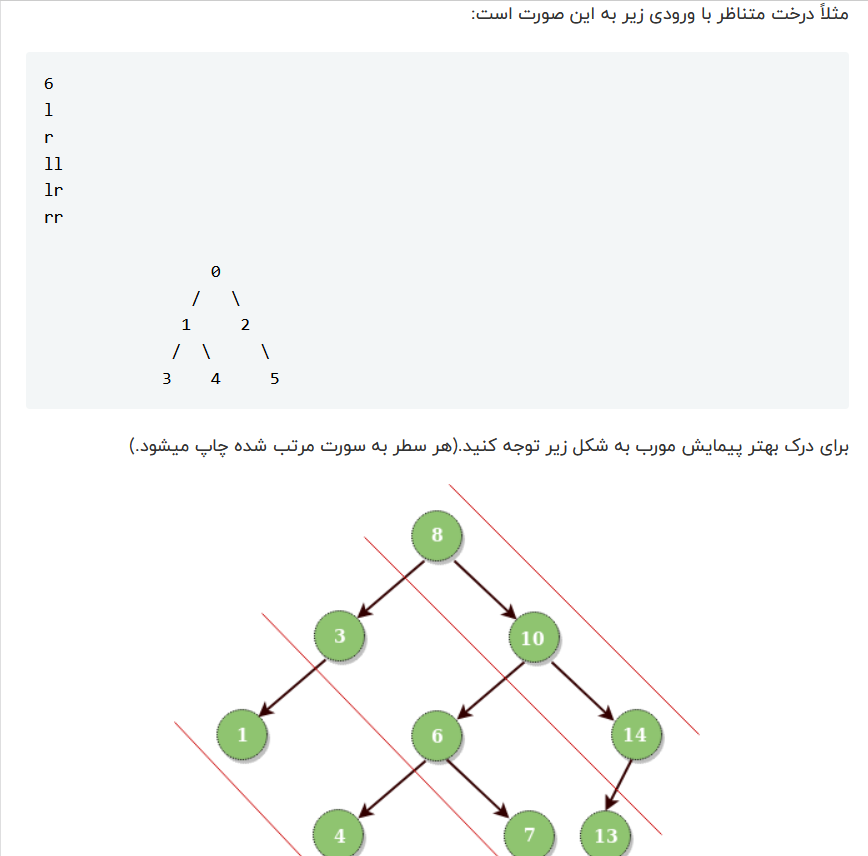 مثلاً درخت متناظر با ورودی زیر به این صورت است:
6
l
r
ll
lr
rr
0
/ \
1 2
/ \ \
3 4 5
برای درک بهتر پیمایش مورب به شکل زیر توجه کنید.(هر سطر به سورت مرتب شده چاپ میشود.)
8
3 10
1 6 14
4 7 13